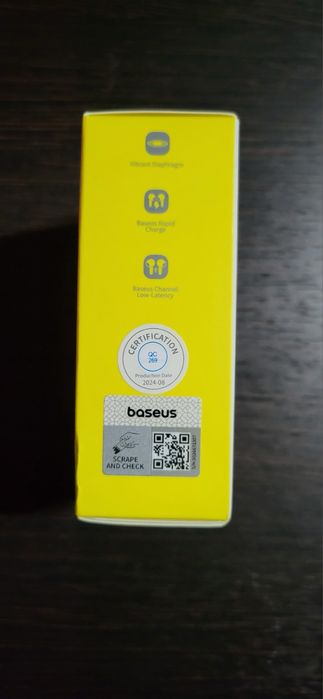 Vibrant Diaphragm
Baseus Rapid
Charge
Baseus Channel
Low-Latency
CERTIFICATION
QC
269
Production Date
2024-08
baseus
SCRAPE
AND CHECK